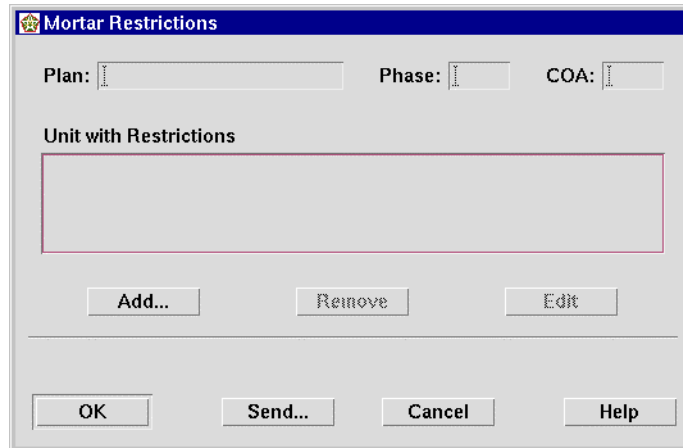 Mortar Restrictions
Plan: Phase: COA:
Unit with Restrictions
Add... Remove Edit
OK Send... Cancel Help